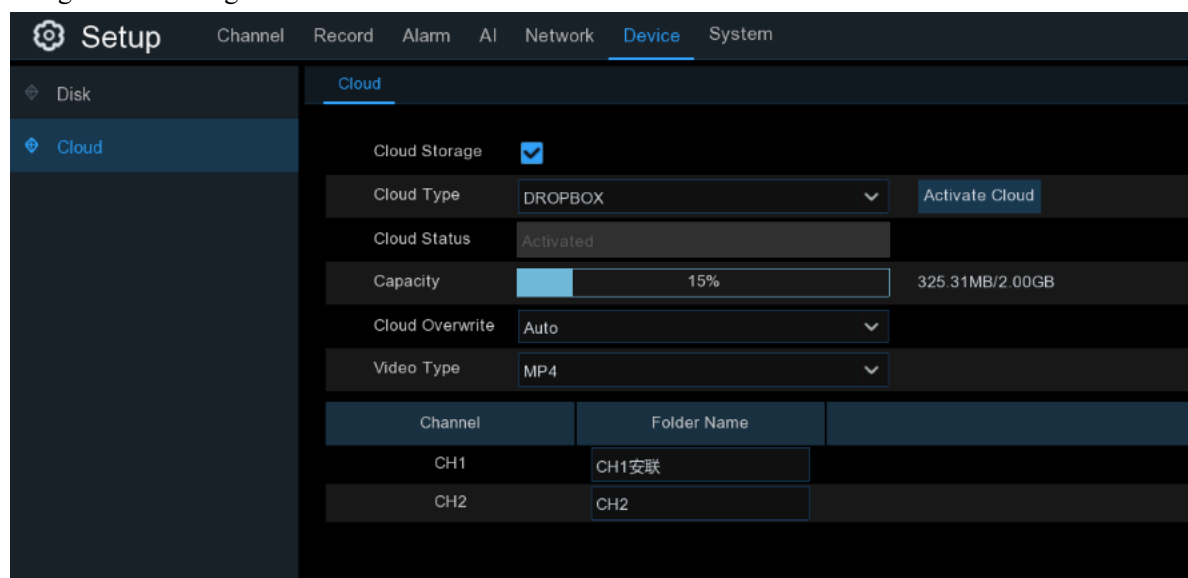 Setup Channel Record Alarm AI Network Device System
Disk
Cloud
Cloud
Cloud Storage
Cloud Type DROPBOX Activate Cloud
Cloud Status Activated
Capacity 15% 325.31MB/2.00GB
Cloud Overwrite Auto
Video Type MP4
Channel Folder Name
CH1 CH1安联
CH2 CH2